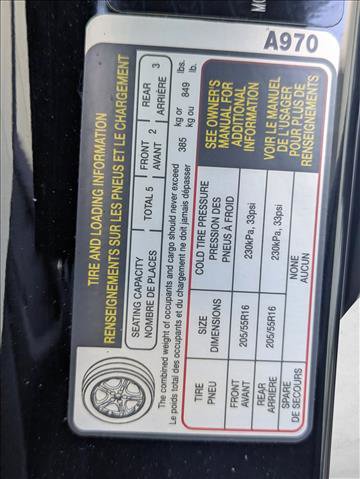 MO
A970
TIRE AND LOADING INFORMATION
RENSEIGNEMENTS SUR LES PNEUS ET LE CHARGEMENT
SEATING CAPACITY
NOMBRE DE PLACES
TOTAL 5
FRONT
AVANT 2
REAR
ARRIÈRE 3
The combined weight of occupants and cargo should never exceed
Le poids total des occupants et du chargement ne doit jamais dépasser
385 kg or
kg ou
849 lbs.
lb.
TIRE
PNEU
SIZE
DIMENSIONS
COLD TIRE PRESSURE
PRESSION DES
PNEUS À FROID
SEE OWNER'S
MANUAL FOR
ADDITIONAL
INFORMATION
FRONT
AVANT
205/55R16
230kPa, 33psi
REAR
ARRIÈRE
205/55R16
230kPa, 33psi
VOIR LE MANUEL
DE L'USAGER
POUR PLUS DE
RENSEIGNEMENTS
SPARE
DE SECOURS
NONE
AUCUN